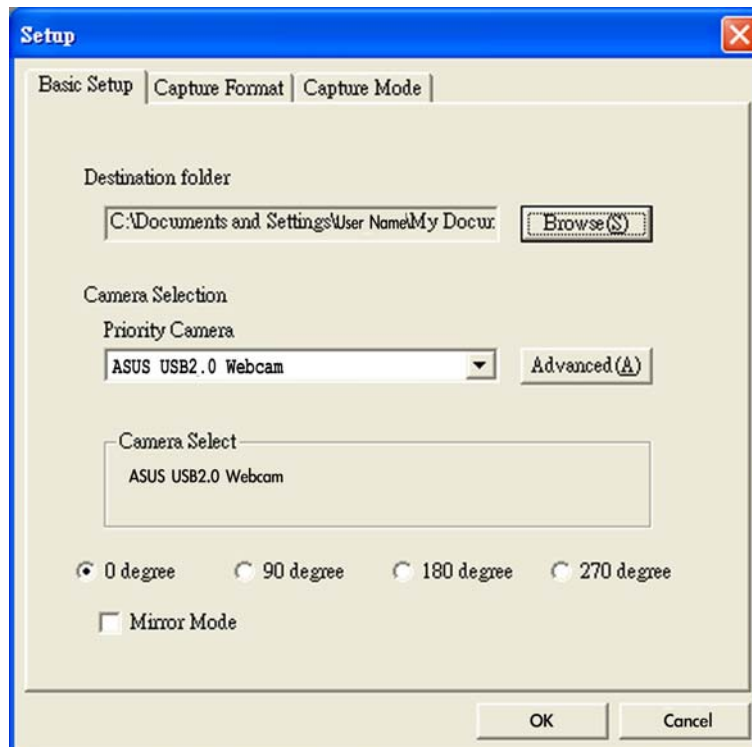 Setup
Basic Setup Capture Format Capture Mode
Destination folder
C:\Documents and Settings\User Name\My Docu Browse(S)
Camera Selection
Priority Camera
ASUS USB2.0 Webcam Advanced(A)
Camera Select
ASUS USB2.0 Webcam
0 degree 90 degree 180 degree 270 degree
Mirror Mode
OK Cancel